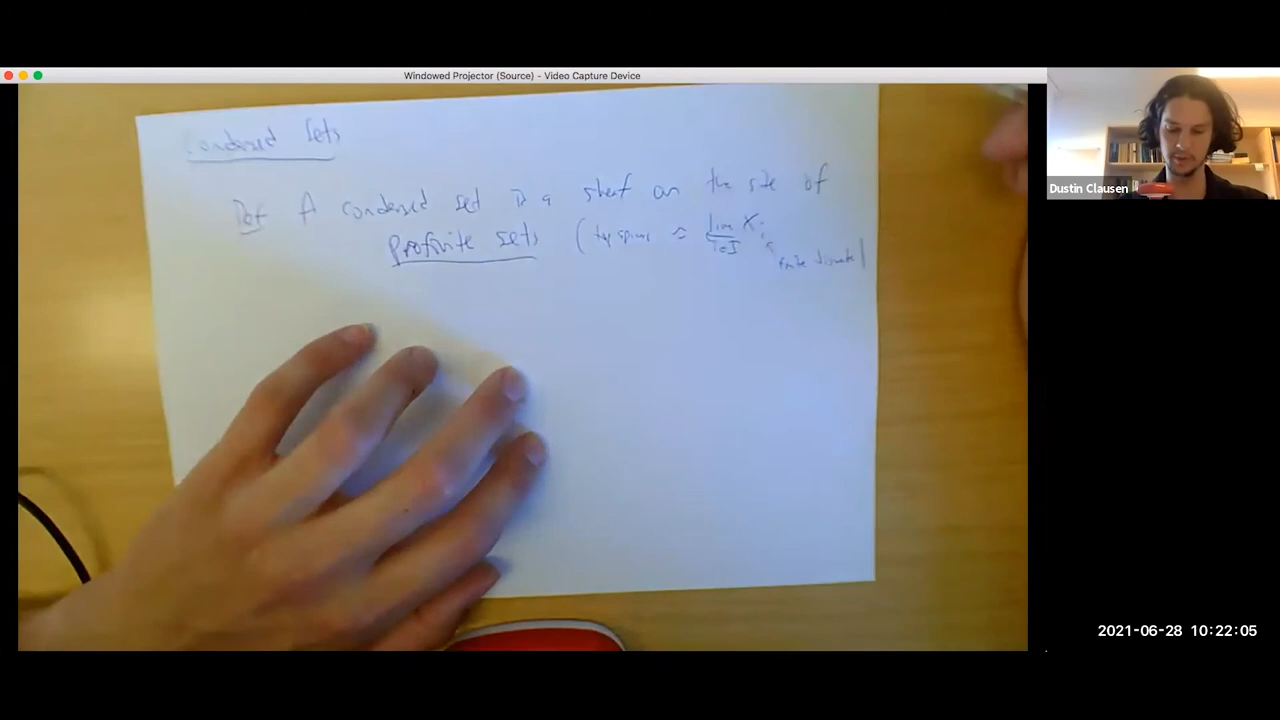 Windowed Projector (Source) - Video Capture Device
Condensed Sets
Def A condensed set is a sheaf on the site of
Profinite sets (top spaces ≅ lim X_i
i∈I
finite discrete)
Dustin Clausen
2021-06-28 10:22:05